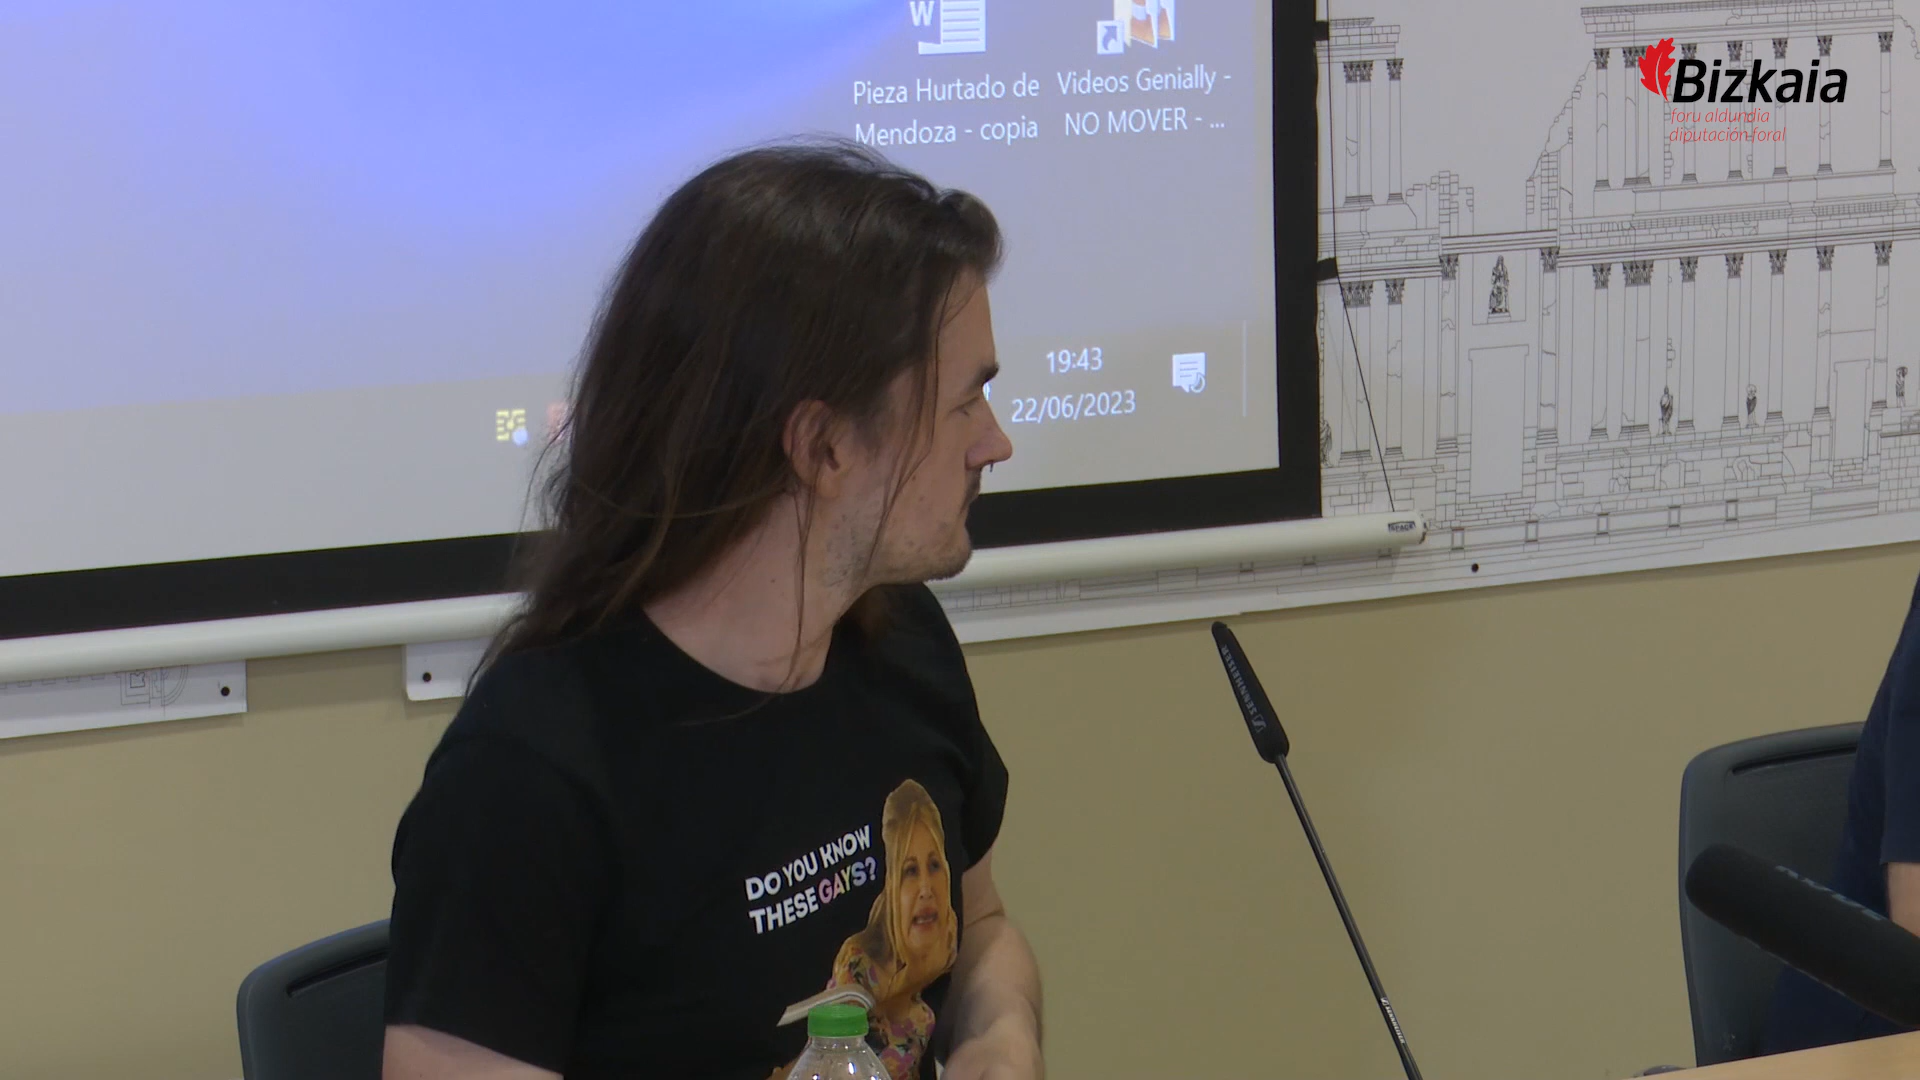 W
Pieza Hurtado de
Mendoza - copia
Videos Genially -
NO MOVER - ...
Bizkaia
foru aldundia
diputación foral
19:43
22/06/2023
SENNHEISER
DO YOU KNOW
THESE GAYS?